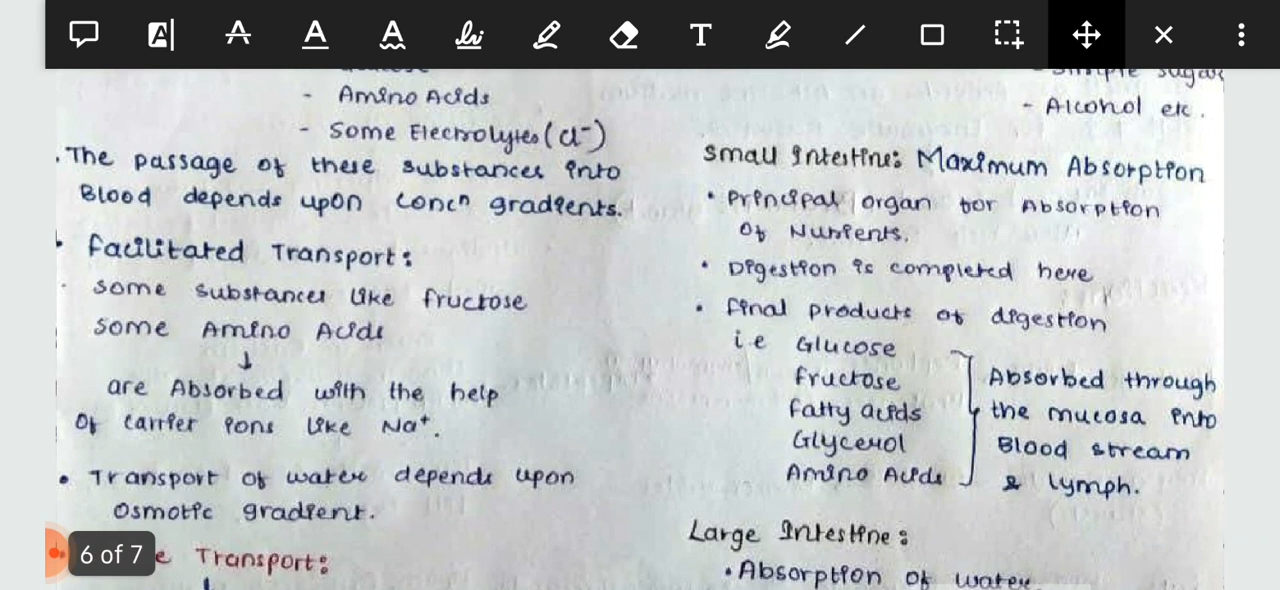 - Amino Acids
- Some Electrolytes (Cl⁻)
. The passage of these substances into
Blood depends upon Concⁿ gradients.
Facilitated Transport:
some substances like fructose
some Amino Acids
↓
are Absorbed with the help
of carrier ions like Na⁺.
• Transport of water depends upon
Osmotic gradient.
e Transport:
- Simple sugars
- Alcohol etc.
Small Intestine: Maximum Absorption
• Principal organ for Absorption
of Nutrients.
• Digestion is completed here
• final products of digestion
i.e Glucose
fructose
fatty acids
Glycerol
Amino Acids
Absorbed through
the mucosa into
Blood stream
& lymph.
Large Intestine:
• Absorption of water
6 of 7
T